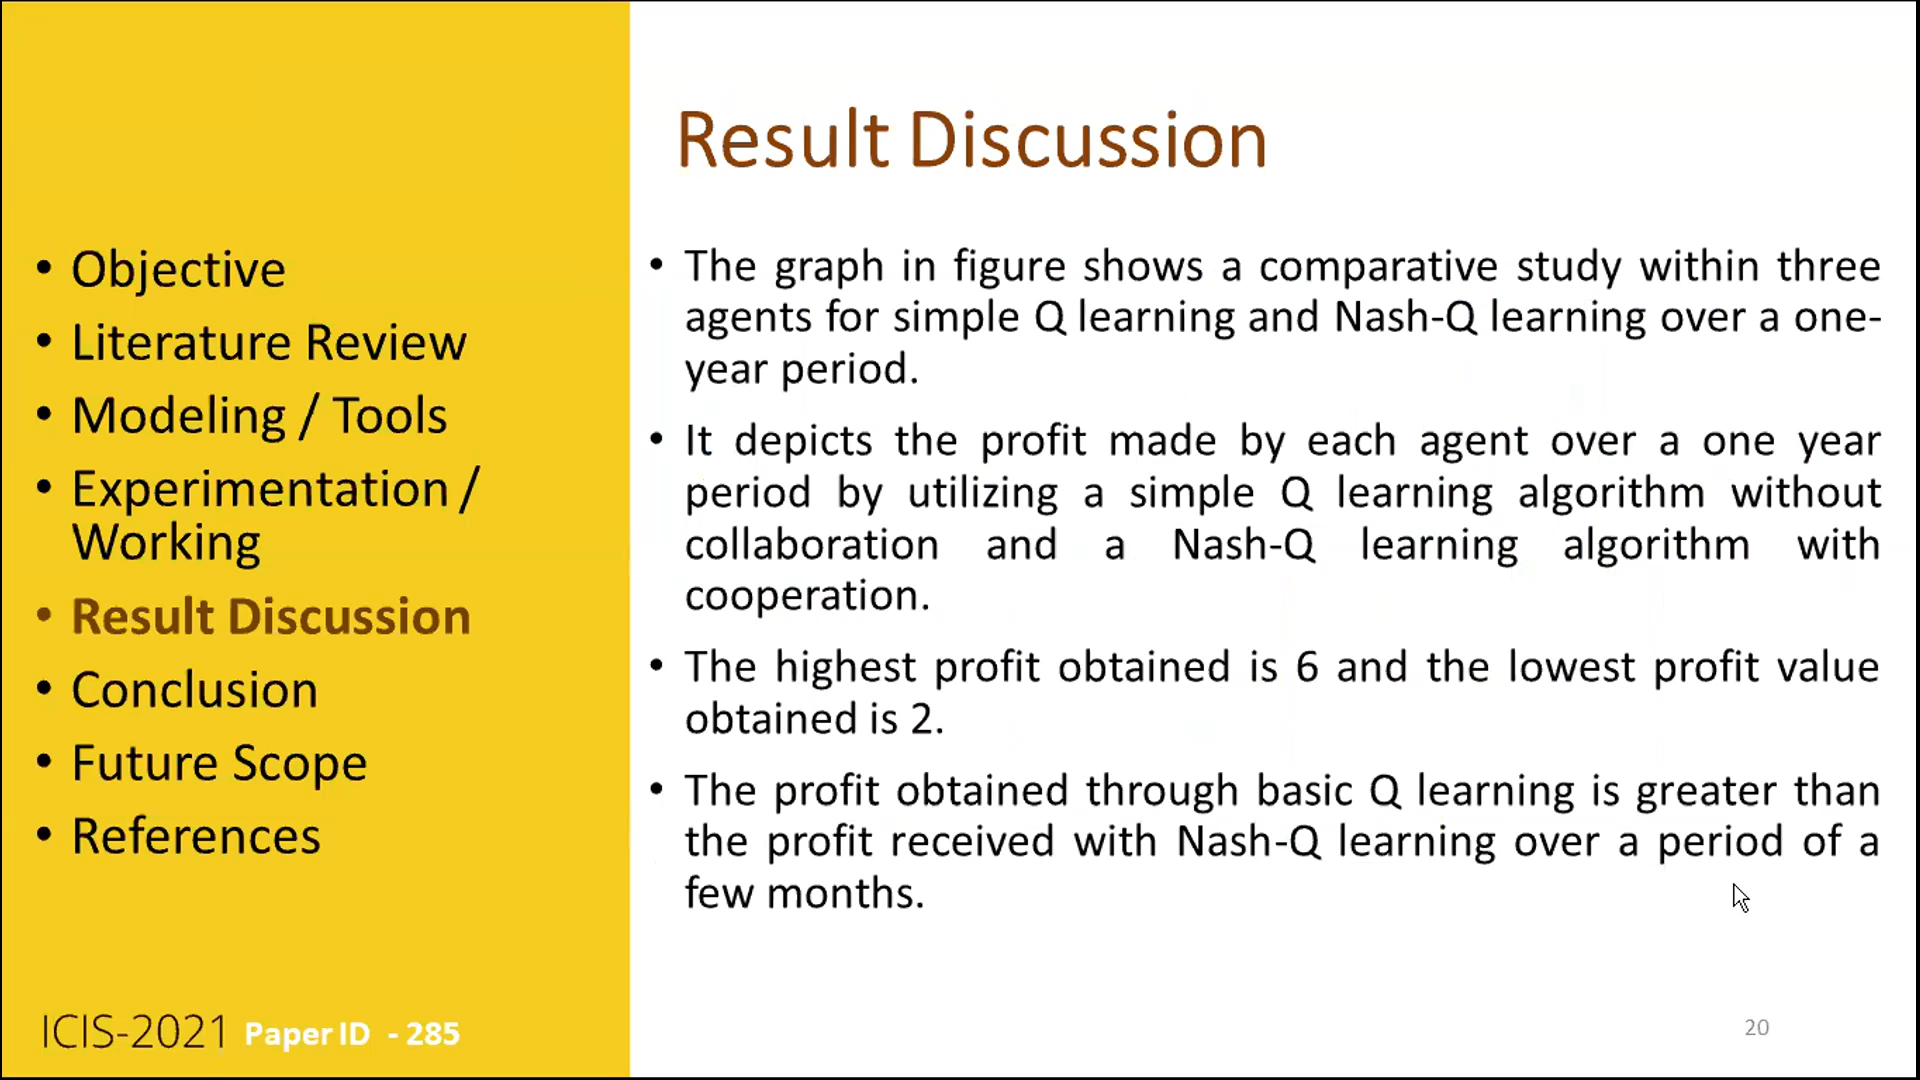 • Objective
• Literature Review
• Modeling / Tools
• Experimentation /
Working
• Result Discussion
• Conclusion
• Future Scope
• References
ICIS-2021 Paper ID - 285
Result Discussion
• The graph in figure shows a comparative study within three
agents for simple Q learning and Nash-Q learning over a one-
year period.
• It depicts the profit made by each agent over a one year
period by utilizing a simple Q learning algorithm without
collaboration and a Nash-Q learning algorithm with
cooperation.
• The highest profit obtained is 6 and the lowest profit value
obtained is 2.
• The profit obtained through basic Q learning is greater than
the profit received with Nash-Q learning over a period of a
few months.
20